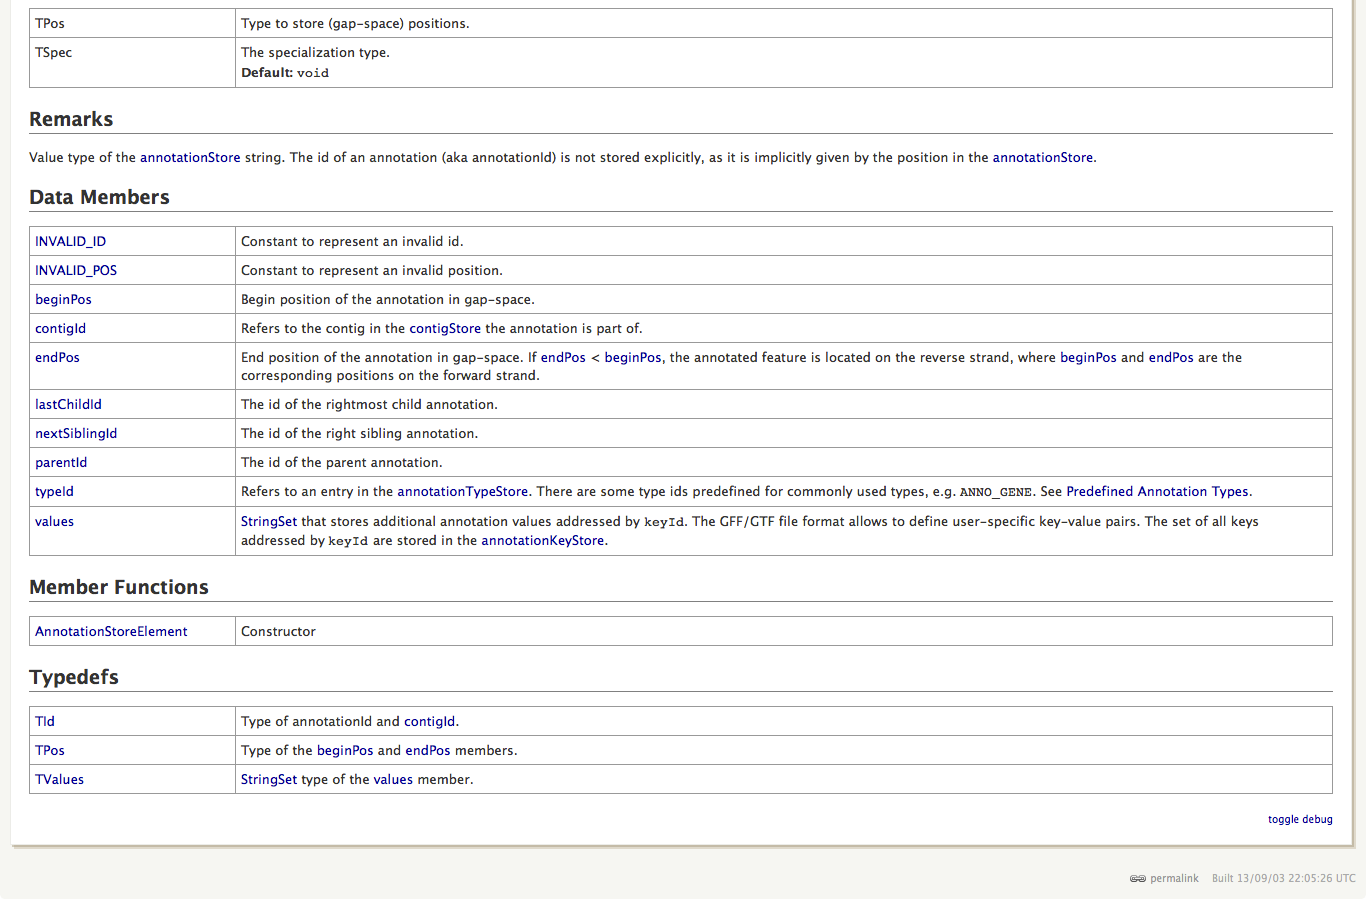 TPos Type to store (gap-space) positions.
TSpec The specialization type.
Default: void
Remarks
Value type of the annotationStore string. The id of an annotation (aka annotationId) is not stored explicitly, as it is implicitly given by the position in the annotationStore.
Data Members
INVALID_ID Constant to represent an invalid id.
INVALID_POS Constant to represent an invalid position.
beginPos Begin position of the annotation in gap-space.
contigId Refers to the contig in the contigStore the annotation is part of.
endPos End position of the annotation in gap-space. If endPos < beginPos, the annotated feature is located on the reverse strand, where beginPos and endPos are the
corresponding positions on the forward strand.
lastChildId The id of the rightmost child annotation.
nextSiblingId The id of the right sibling annotation.
parentId The id of the parent annotation.
typeId Refers to an entry in the annotationTypeStore. There are some type ids predefined for commonly used types, e.g. ANNO_GENE. See Predefined Annotation Types.
values StringSet that stores additional annotation values addressed by keyId. The GFF/GTF file format allows to define user-specific key-value pairs. The set of all keys
addressed by keyId are stored in the annotationKeyStore.
Member Functions
AnnotationStoreElement Constructor
Typedefs
TId Type of annotationId and contigId.
TPos Type of the beginPos and endPos members.
TValues StringSet type of the values member.
toggle debug
permalink Built 13/09/03 22:05:26 UTC